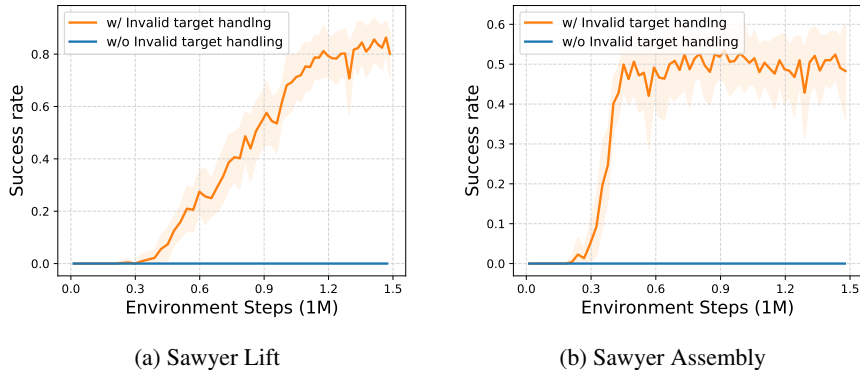 w/ Invalid target handlng
w/o Invalid target handling
Success rate
0.8
0.6
0.4
0.2
0.0
0.0 0.3 0.6 0.9 1.2 1.5
Environment Steps (1M)
(a) Sawyer Lift
w/ Invalid target handlng
w/o Invalid target handling
Success rate
0.6
0.5
0.4
0.3
0.2
0.1
0.0
0.0 0.3 0.6 0.9 1.2 1.5
Environment Steps (1M)
(b) Sawyer Assembly